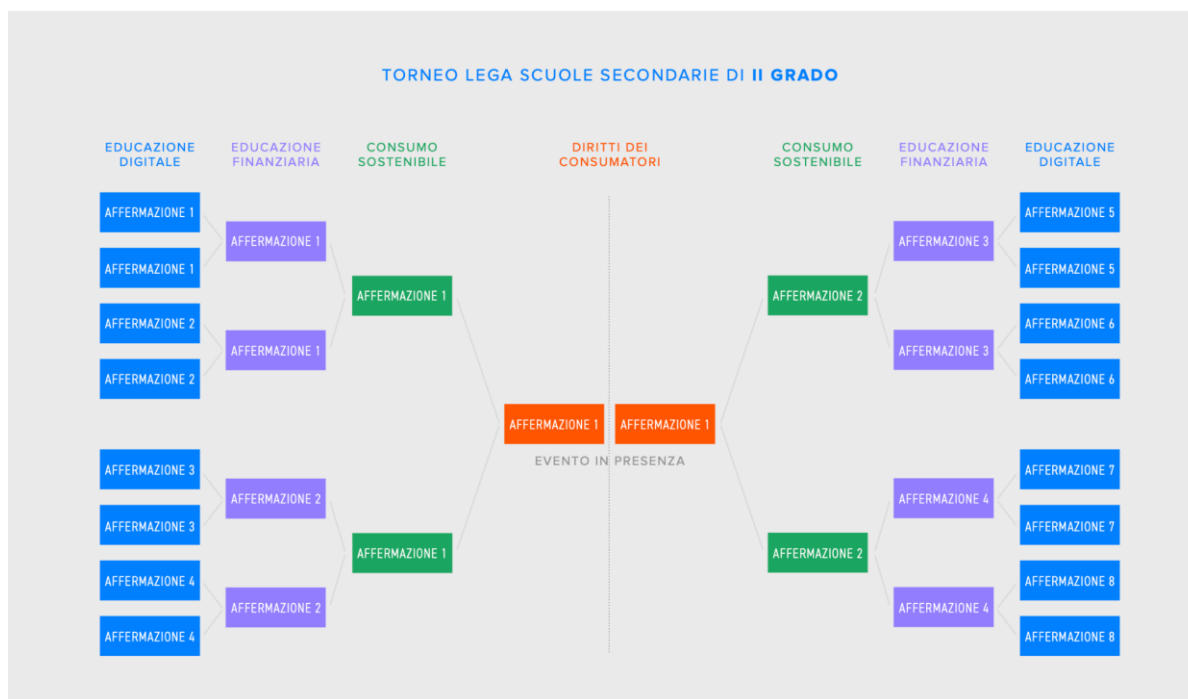 TORNEO LEGA SCUOLE SECONDARIE DI II GRADO
EDUCAZIONE
DIGITALE
EDUCAZIONE
FINANZIARIA
CONSUMO
SOSTENIBILE
DIRITTI DEI
CONSUMATORI
CONSUMO
SOSTENIBILE
EDUCAZIONE
FINANZIARIA
EDUCAZIONE
DIGITALE
AFFERMAZIONE 1
AFFERMAZIONE 1
AFFERMAZIONE 2
AFFERMAZIONE 2
AFFERMAZIONE 3
AFFERMAZIONE 3
AFFERMAZIONE 4
AFFERMAZIONE 4
AFFERMAZIONE 1
AFFERMAZIONE 1
AFFERMAZIONE 2
AFFERMAZIONE 2
AFFERMAZIONE 1
AFFERMAZIONE 1
AFFERMAZIONE 1
AFFERMAZIONE 1
EVENTO IN PRESENZA
AFFERMAZIONE 2
AFFERMAZIONE 2
AFFERMAZIONE 3
AFFERMAZIONE 3
AFFERMAZIONE 4
AFFERMAZIONE 4
AFFERMAZIONE 5
AFFERMAZIONE 5
AFFERMAZIONE 6
AFFERMAZIONE 6
AFFERMAZIONE 7
AFFERMAZIONE 7
AFFERMAZIONE 8
AFFERMAZIONE 8